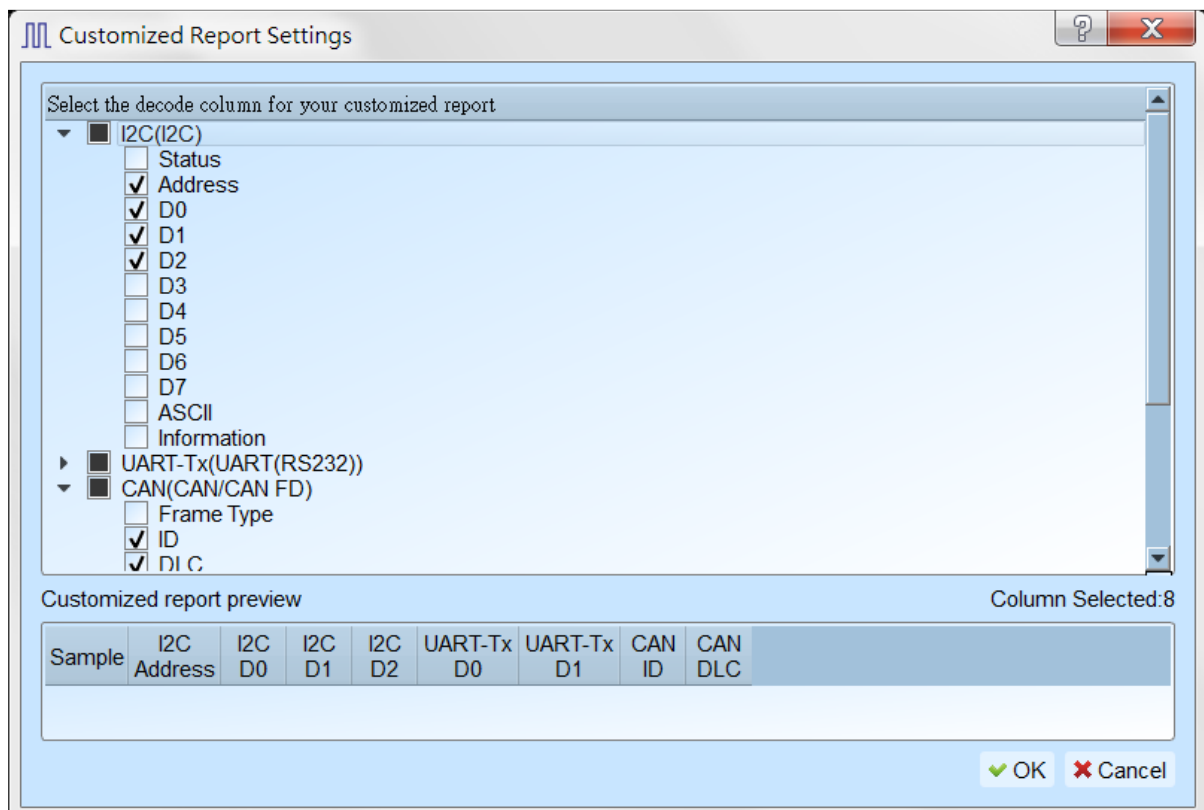 Customized Report Settings
Select the decode column for your customized report
I2C(I2C)
Status
Address
D0
D1
D2
D3
D4
D5
D6
D7
ASCII
Information
UART-Tx(UART(RS232))
CAN(CAN/CAN FD)
Frame Type
ID
DLC
Customized report preview
Column Selected:8
Sample
I2C Address
I2C D0
I2C D1
I2C D2
UART-Tx D0
UART-Tx D1
CAN ID
CAN DLC
OK
Cancel